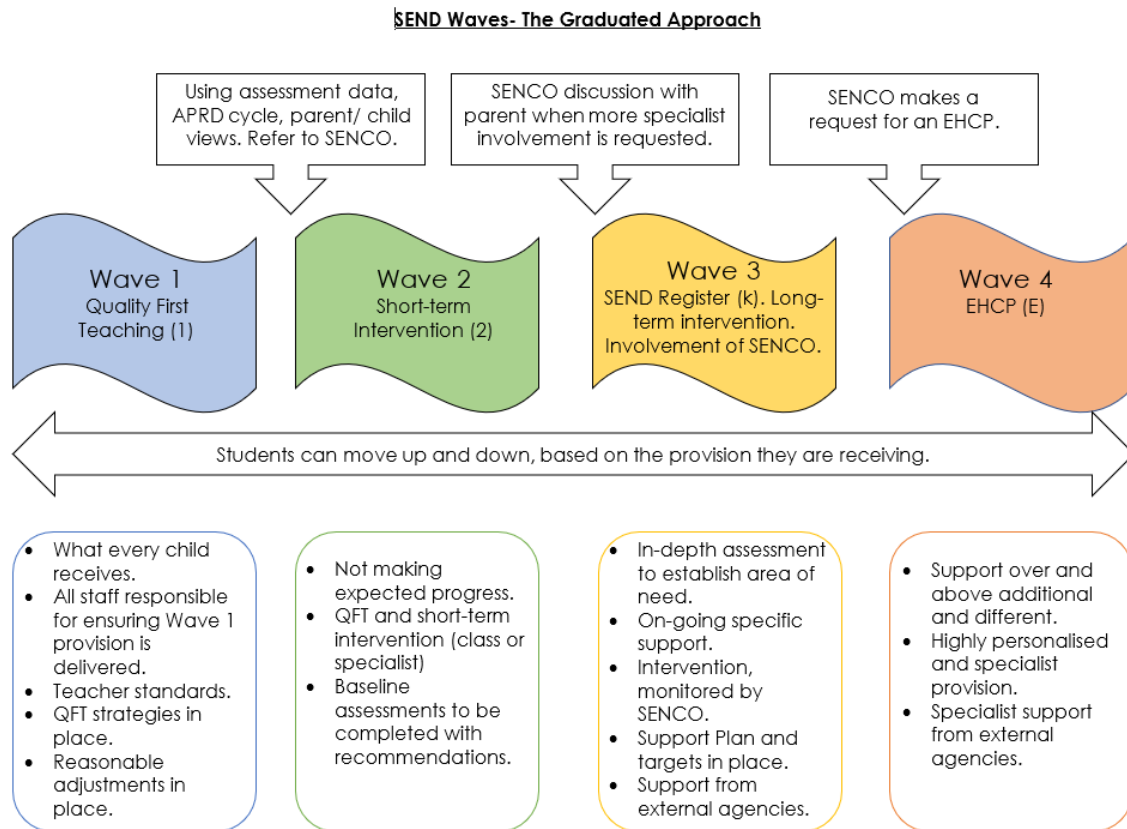 SEND Waves- The Graduated Approach
Using assessment data,
APRD cycle, parent/ child
views. Refer to SENCO.
SENCO discussion with
parent when more specialist
involvement is requested.
SENCO makes a
request for an EHCP.
Wave 1
Quality First
Teaching (1)
Wave 2
Short-term
Intervention (2)
Wave 3
SEND Register (k). Long-
term intervention.
Involvement of SENCO.
Wave 4
EHCP (E)
Students can move up and down, based on the provision they are receiving.
• What every child
receives.
• All staff responsible
for ensuring Wave 1
provision is
delivered.
• Teacher standards.
• QFT strategies in
place.
• Reasonable
adjustments in
place.
• Not making
expected progress.
• QFT and short-term
intervention (class or
specialist)
• Baseline
assessments to be
completed with
recommendations.
• In-depth assessment
to establish area of
need.
• On-going specific
support.
• Intervention,
monitored by
SENCO.
• Support Plan and
targets in place.
• Support from
external agencies.
• Support over and
above additional
and different.
• Highly personalised
and specialist
provision.
• Specialist support
from external
agencies.